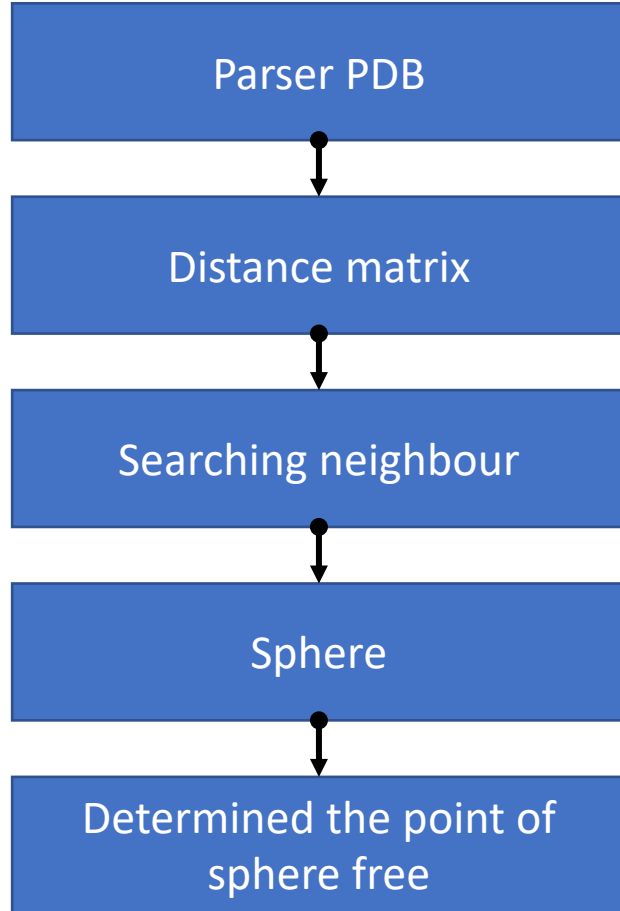 Parser PDB
Distance matrix
Searching neighbour
Sphere
Determined the point of
sphere free